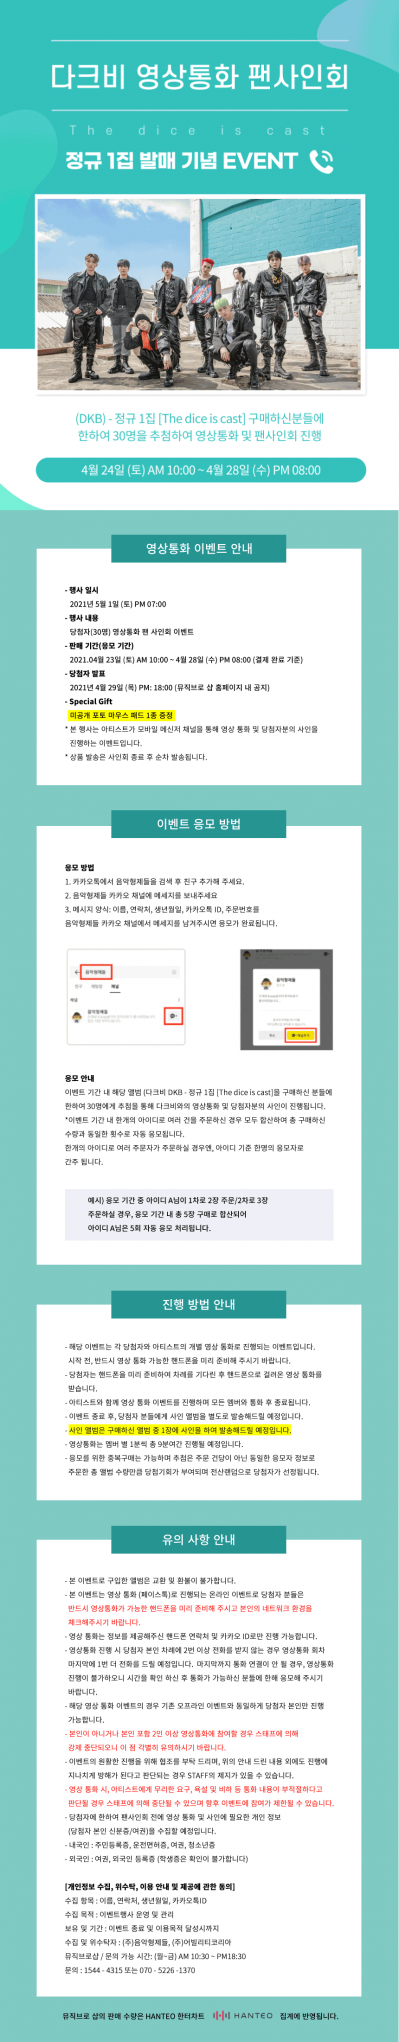 다크비 영상통화 팬사인회
The dice is cast
정규 1집 발매 기념 EVENT
(DKB) - 정규 1집 [The dice is cast] 구매하신분들에
한하여 30명을 추첨하여 영상통화 및 팬사인회 진행
4월 24일 (토) AM 10:00 ~ 4월 28일 (수) PM 08:00
영상통화 이벤트 안내
- 행사 일시
2021년 5월 1일 (토) PM 07:00
- 행사 내용
당첨자(30명) 영상통화 팬 사인회 이벤트
- 판매 기간(응모 기간)
2021.04월 23일 (토) AM 10:00 ~ 4월 28일 (수) PM 08:00 (결제 완료 기준)
- 당첨자 발표
2021년 4월 29일 (목) PM: 18:00 (뮤직브로 샵 홈페이지 내 공지)
- Special Gift
미공개 포토 마우스 패드 1종 증정
* 본 행사는 아티스트가 모바일 메신저 채널을 통해 영상 통화 및 당첨자분의 사인을
진행하는 이벤트입니다.
* 상품 발송은 사인회 종료 후 순차 발송됩니다.
이벤트 응모 방법
응모 방법
1. 카카오톡에서 음악형제들을 검색 후 친구 추가해 주세요.
2. 음악형제들 카카오 채널에 메세지를 보내주세요
3. 메시지 양식: 이름, 연락처, 생년월일, 카카오톡 ID, 주문번호를
음악형제들 카카오 채널에서 메세지를 남겨주시면 응모가 완료됩니다.
음악형제들
채널
음악형제들
음악형제들
응모 안내
이벤트 기간 내 해당 앨범 (다크비 DKB - 정규 1집 [The dice is cast]을 구매하신 분들에
한하여 30명에게 추첨을 통해 다크비와의 영상통화 및 당첨자분의 사인이 진행됩니다.
*이벤트 기간 내 한개의 아이디로 여러 건을 주문하신 경우 모두 합산하여 총 구매하신
수량과 동일한 횟수로 자동 응모됩니다.
한개의 아이디로 여러 주문자가 주문하실 경우엔, 아이디 기준 한명의 응모자로
간주 됩니다.
예시) 응모 기간 중 아이디 A님이 1차로 2장 주문/2차로 3장
주문하실 경우, 응모 기간 내 총 5장 구매로 합산되어
아이디 A님은 5회 자동 응모 처리됩니다.
진행 방법 안내
- 해당 이벤트는 각 당첨자와 아티스트의 개별 영상 통화로 진행되는 이벤트입니다.
시작 전, 반드시 영상 통화 가능한 핸드폰을 미리 준비해 주시기 바랍니다.
- 당첨자는 핸드폰을 미리 준비하여 차례를 기다린 후 핸드폰으로 걸려온 영상 통화를
받습니다.
- 아티스트와 함께 영상 통화 이벤트를 진행하며 모든 멤버와 통화 후 종료됩니다.
- 이벤트 종료 후, 당첨자 분들에게 사인 앨범을 별도로 발송해드릴 예정입니다.
- 사인 앨범은 구매하신 앨범 중 1장에 사인을 하여 발송해드릴 예정입니다.
- 영상통화는 멤버 별 1분씩 총 9분여간 진행될 예정입니다.
- 응모를 위한 중복구매는 가능하며 추첨은 주문 건당이 아닌 동일한 응모자 정보로
주문한 총 앨범 수량만큼 당첨기회가 부여되며 전산랜덤으로 당첨자가 선정됩니다.
유의 사항 안내
- 본 이벤트로 구입한 앨범은 교환 및 환불이 불가합니다.
- 본 이벤트는 영상 통화 (페이스톡)로 진행되는 온라인 이벤트로 당첨자 분들은
반드시 영상통화가 가능한 핸드폰을 미리 준비해 주시고 본인의 네트워크 환경을
체크해주시기 바랍니다.
- 영상 통화는 정보를 제공해주신 핸드폰 연락처 및 카카오 ID로만 진행 가능합니다.
- 영상통화 진행 시 당첨자 본인 차례에 2번 이상 전화를 받지 않는 경우 영상통화 회차
마지막에 1번 더 전화를 드릴 예정입니다. 마지막까지 통화 연결이 안 될 경우, 영상통화
진행이 불가하오니 시간을 확인 하신 후 통화가 가능하신 분들에 한해 응모해 주시기
바랍니다.
- 해당 영상 통화 이벤트의 경우 기존 오프라인 이벤트와 동일하게 당첨자 본인만 진행
가능합니다.
- 본인이 아니거나 본인 포함 2인 이상 영상통화에 참여할 경우 스태프에 의해
강제 중단되오니 이 점 각별히 유의하시기 바랍니다.
- 이벤트의 원활한 진행을 위해 협조를 부탁 드리며, 위의 안내 드린 내용 외에도 진행에
지나치게 방해가 된다고 판단되는 경우 STAFF의 제지가 있을 수 있습니다.
- 영상 통화 시, 아티스트에게 무리한 요구, 욕설 및 비하 등 통화 내용이 부적절하다고
판단될 경우 스태프에 의해 중단될 수 있으며 향후 이벤트에 참여가 제한될 수 있습니다.
- 당첨자에 한하여 팬사인회 전에 영상 통화 및 사인에 필요한 개인 정보
(당첨자 본인 신분증/여권)을 수집할 예정입니다.
- 내국인 : 주민등록증, 운전면허증, 여권, 청소년증
- 외국인 : 여권, 외국인 등록증 (학생증은 확인이 불가합니다)
[개인정보 수집, 위수탁, 이용 안내 및 제공에 관한 동의]
수집 항목 : 이름, 연락처, 생년월일, 카카오톡ID
수집 목적 : 이벤트행사 운영 및 관리
보유 및 기간 : 이벤트 종료 및 이용목적 달성시까지
수집 및 위수탁자 : (주)음악형제들, (주)어빌리티코리아
뮤직브로샵 / 문의 가능 시간: (월~금) AM 10:30 ~ PM18:30
문의 : 1544 - 4315 또는 070 - 5226 -1370
뮤직브로 샵의 판매 수량은 HANTEO 한터차트 HANTEO 집계에 반영됩니다.